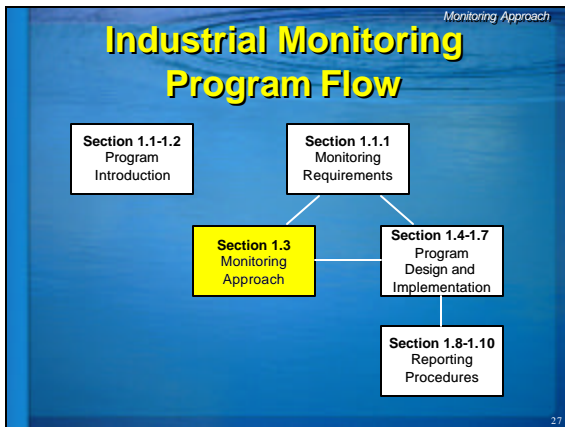 Monitoring Approach
Industrial Monitoring
Program Flow
Section 1.1-1.2
Program
Introduction
Section 1.1.1
Monitoring
Requirements
Section 1.3
Monitoring
Approach
Section 1.4-1.7
Program
Design and
Implementation
Section 1.8-1.10
Reporting
Procedures
27